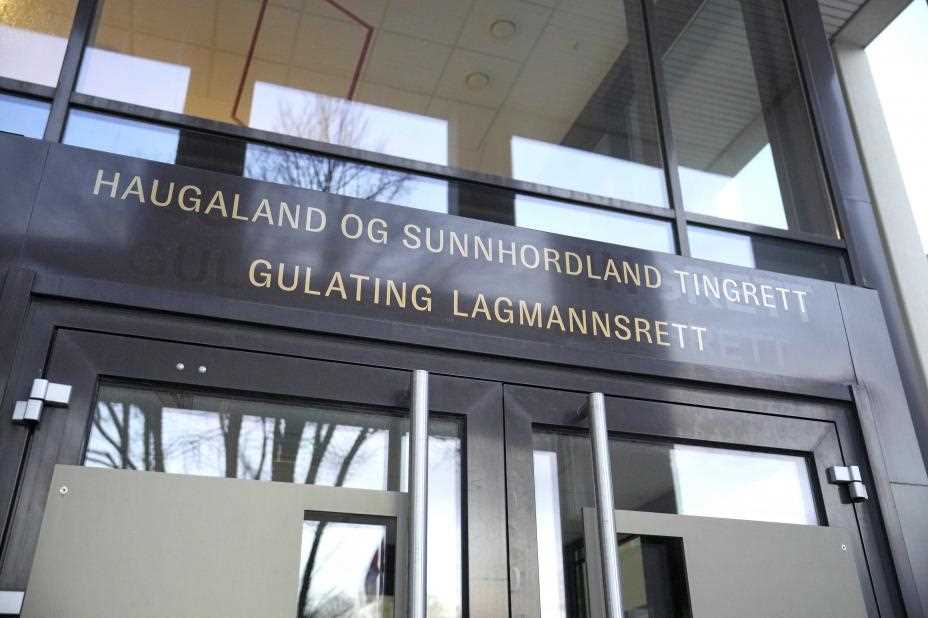 HAUGALAND OG SUNNHORDLAND TINGRETT
GULATING LAGMANNSRETT